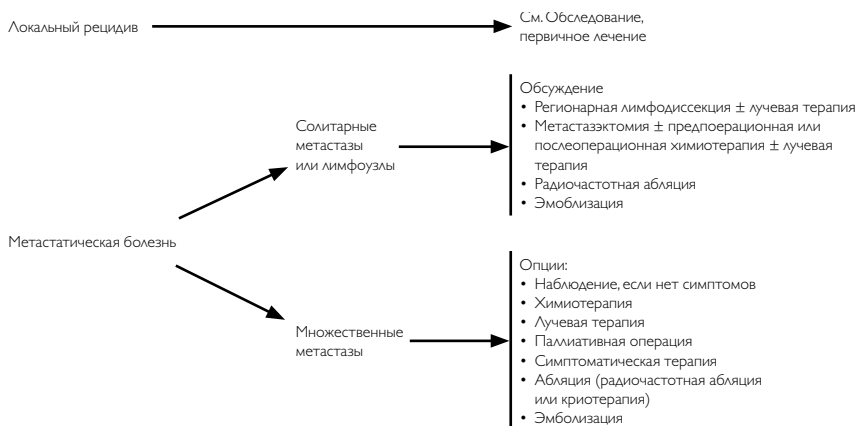 Локальный рецидив
См. Обследование,
первичное лечение
Солитарные
метастазы
или лимфоузлы
Обсуждение
• Регионарная лимфодиссекция ± лучевая терапия
• Метастазэктомия ± предпоерационная или
послеоперационная химиотерапия ± лучевая
терапия
• Радиочастотная абляция
• Эмоблизация
Метастатическая болезнь
Множественные
метастазы
Опции:
• Наблюдение, если нет симптомов
• Химиотерапия
• Лучевая терапия
• Паллиативная операция
• Симптоматическая терапия
• Абляция (радиочастотная абляция
или криотерапия)
• Эмболизация